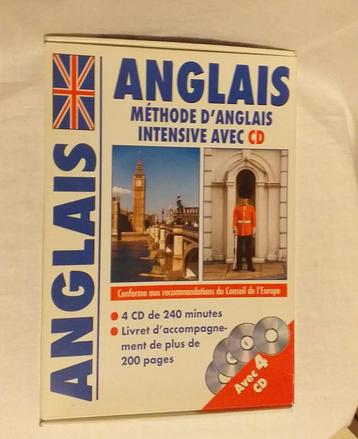 ANGLAIS
ANGLAIS
MÉTHODE D'ANGLAIS
INTENSIVE AVEC CD
Conforme aux recommandations du Conseil de l'Europe
• 4 CD de 240 minutes
• Livret d'accompagne-
ment de plus de
200 pages
Avec 4
CD